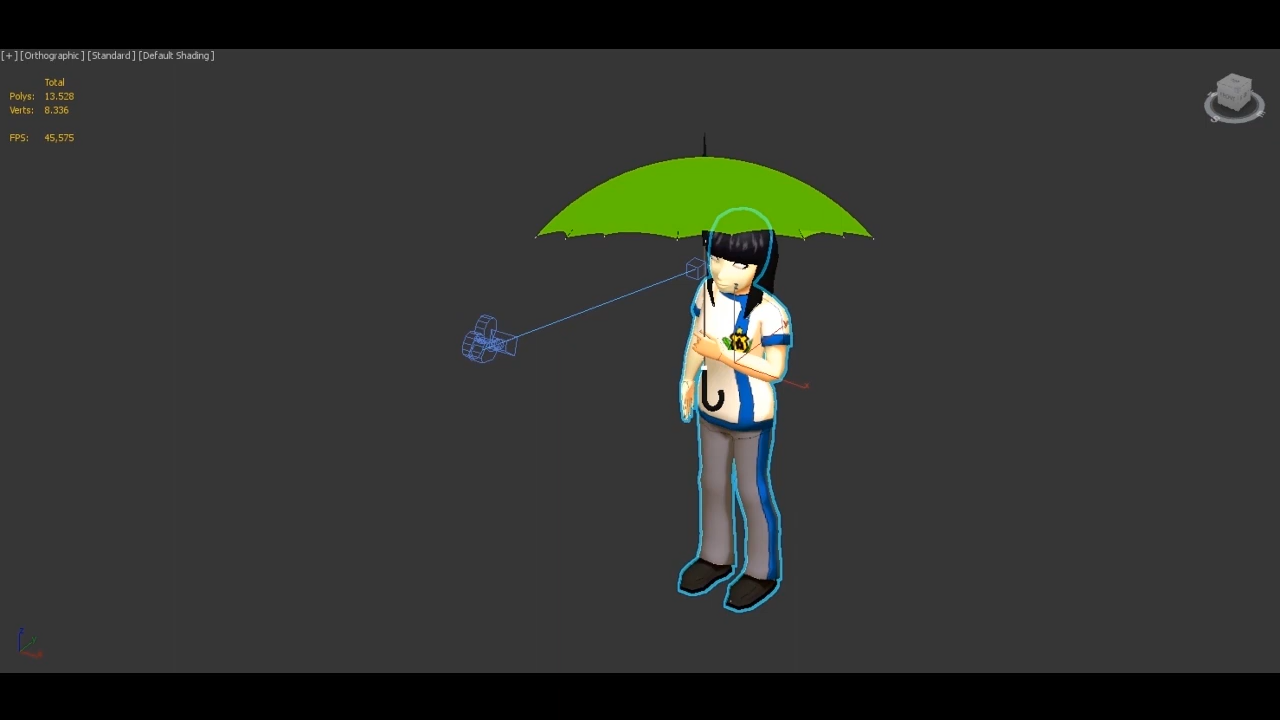 [+] [Orthographic] [Standard] [Default Shading]
Total
Polys: 13.528
Verts: 8.336
FPS: 45,575
Z
Y
X
X